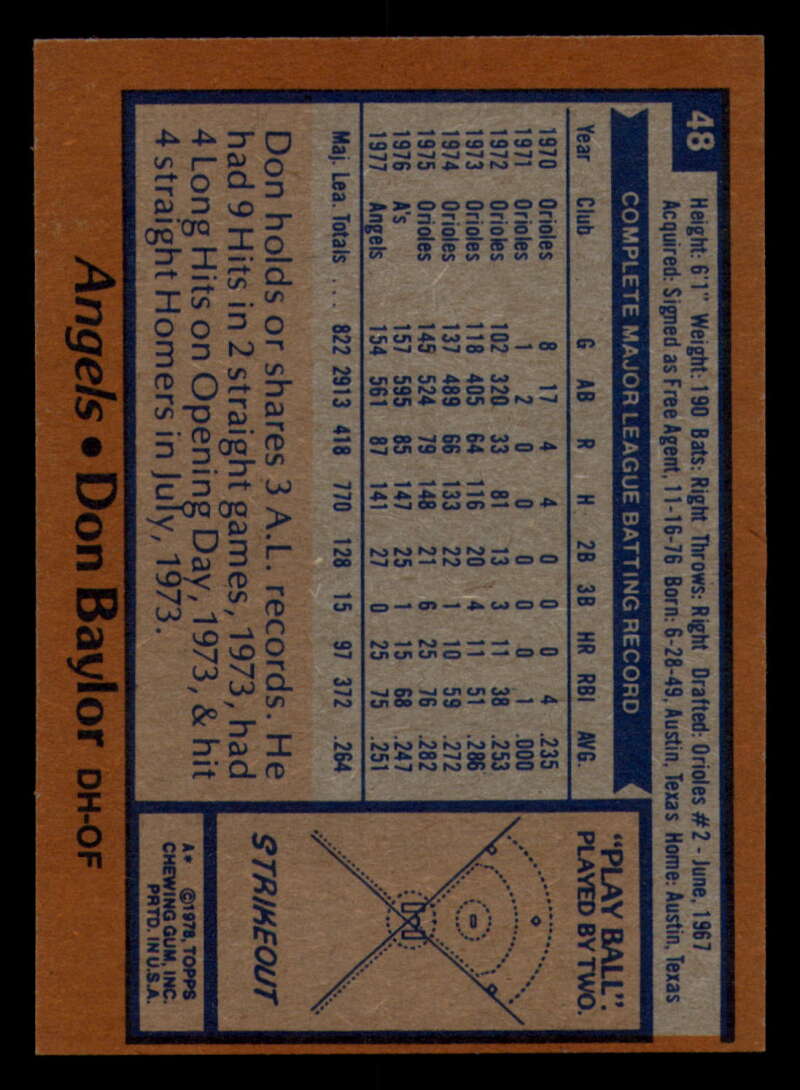 48
Height: 6'1" Weight: 190 Bats: Right Throws: Right Drafted: Orioles #2 - June, 1967
Acquired: Signed as Free Agent, 11-16-76 Born: 6-28-49, Austin, Texas Home: Austin, Texas
COMPLETE MAJOR LEAGUE BATTING RECORD
Year Club G AB R H 2B 3B HR RBI AVG.
1970 Orioles 8 17 4 4 0 0 0 4 .235
1971 Orioles 1 2 0 0 0 0 0 1 .000
1972 Orioles 102 320 33 81 13 3 11 38 .253
1973 Orioles 118 405 64 116 20 4 11 51 .286
1974 Orioles 137 489 66 133 22 1 10 59 .272
1975 Orioles 145 524 79 148 21 6 25 76 .282
1976 A's 157 595 85 147 25 1 15 68 .247
1977 Angels 154 561 87 141 27 0 25 75 .251
Maj. Lea. Totals .... 822 2913 418 770 128 15 97 372 .264
Don holds or shares 3 A.L. records. He
had 9 Hits in 2 straight games, 1973, had
4 Long Hits on Opening Day, 1973, & hit
4 straight Homers in July, 1973.
"PLAY BALL".
PLAYED BY TWO.
STRIKEOUT
A* ©1978, TOPPS
CHEWING GUM, INC.
PRTD. IN U.S.A.
Angels • Don Baylor DH-OF